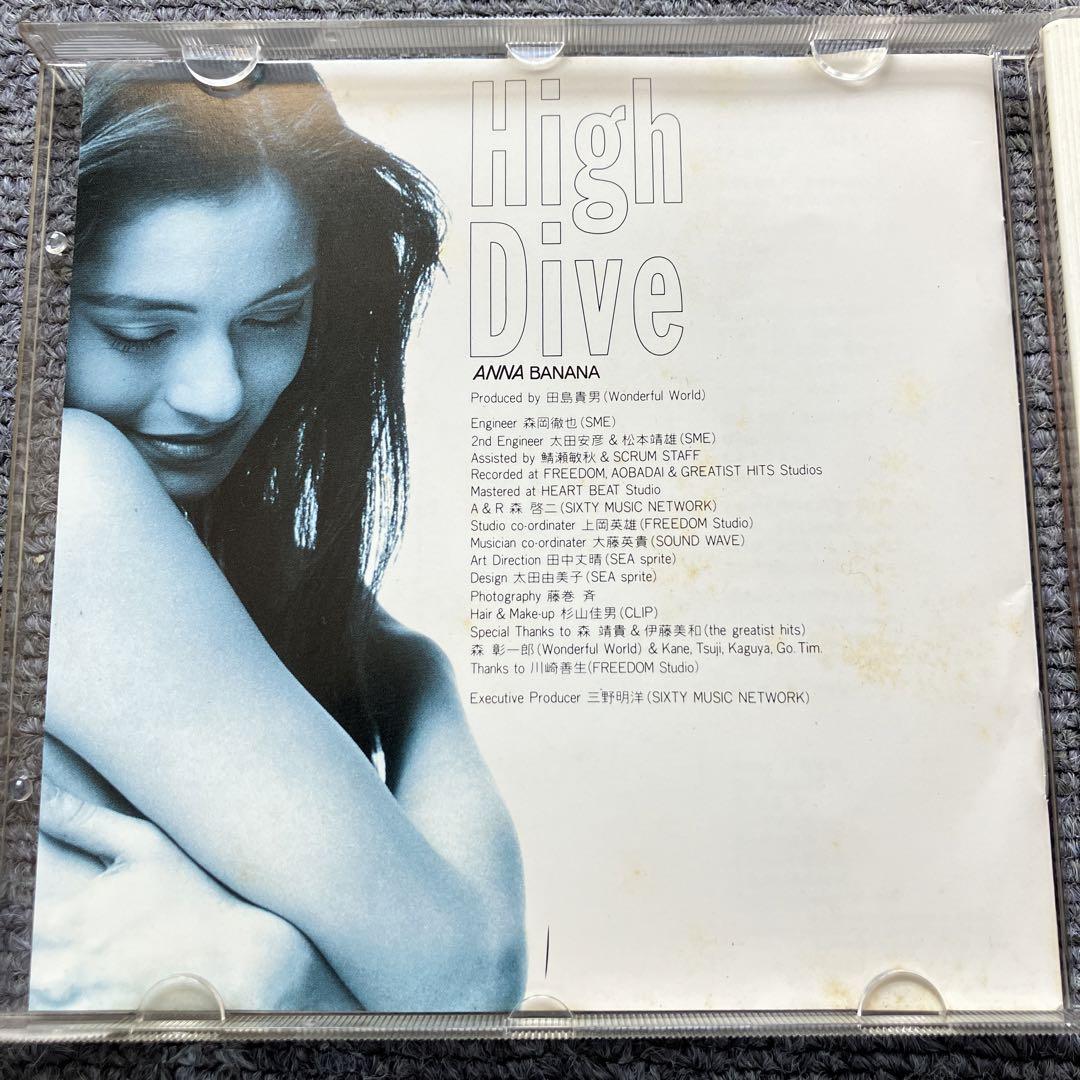 High
Dive
ANNA BANANA
Produced by 田島貴男(Wonderful World)
Engineer 森岡徹也(SME)
2nd Engineer 太田安彦 & 松本靖雄(SME)
Assisted by 鯖瀬敏秋 & SCRUM STAFF
Recorded at FREEDOM, AOBADAI & GREATIST HITS Studios
Mastered at HEART BEAT Studio
A & R 森 啓二(SIXTY MUSIC NETWORK)
Studio co-ordinater 上岡英雄(FREEDOM Studio)
Musician co-ordinater 大藤英貴(SOUND WAVE)
Art Direction 田中丈晴(SEA sprite)
Design 太田由美子(SEA sprite)
Photography 藤巻 斉
Hair & Make-up 杉山佳男(CLIP)
Special Thanks to 森 靖貴 & 伊藤美和(the greatist hits)
森 彰一郎(Wonderful World) & Kane, Tsuji, Kaguya, Go. Tim.
Thanks to 川崎善生(FREEDOM Studio)
Executive Producer 三野明洋(SIXTY MUSIC NETWORK)